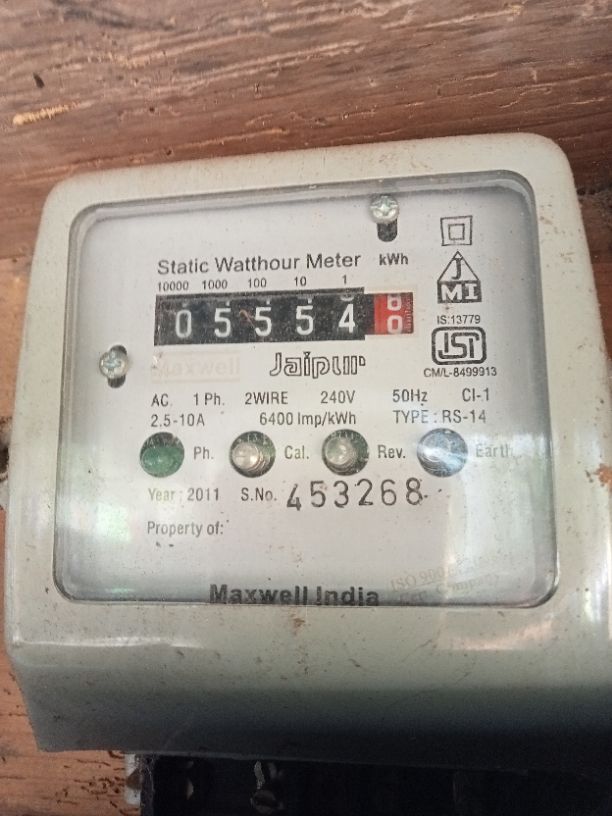 Static Watthour Meter kWh
10000 1000 100 10 1
0 5 5 5 4
JMI
IS:13779
ISI
CM/L-8499913
Maxwell Jaipur
AC. 1 Ph. 2WIRE 240V 50Hz Cl-1
2.5-10A 6400 Imp/kWh TYPE : RS-14
Ph. Cal. Rev. Earth
Year : 2011 S.No. 453268
Property of:
Maxwell India